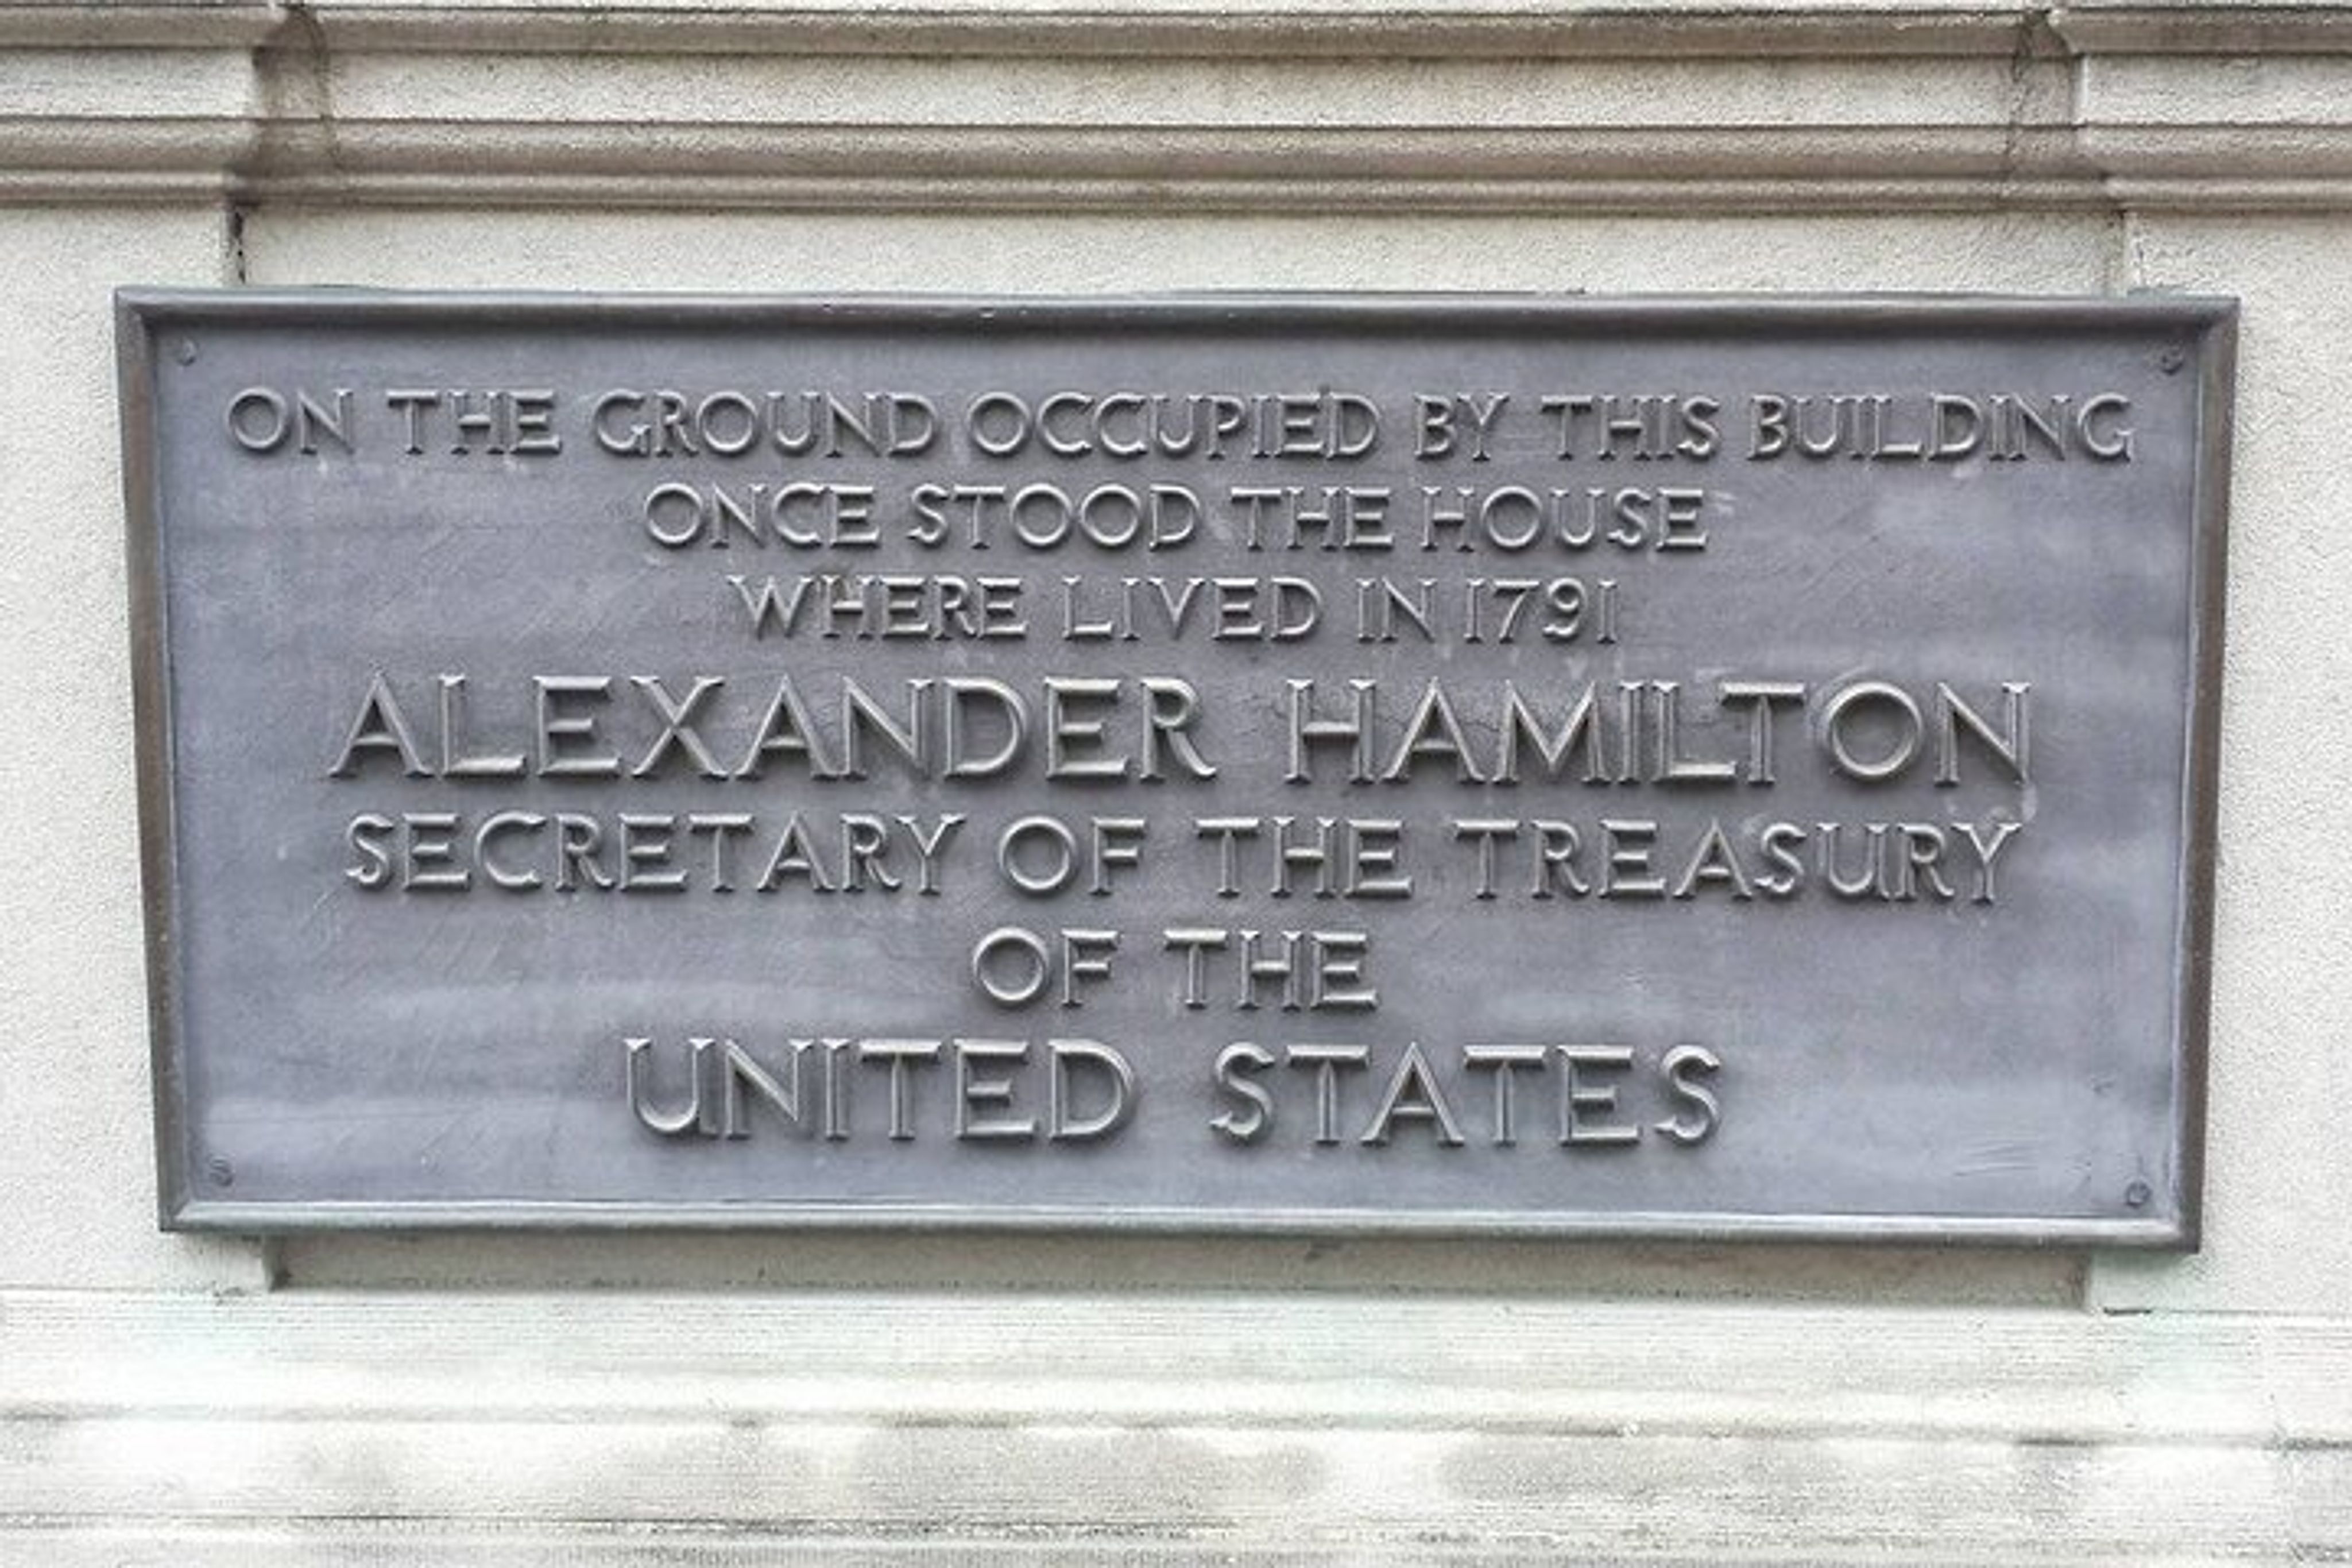 ON THE GROUND OCCUPIED BY THIS BUILDING
ONCE STOOD THE HOUSE
WHERE LIVED IN 1791
ALEXANDER HAMILTON
SECRETARY OF THE TREASURY
OF THE
UNITED STATES